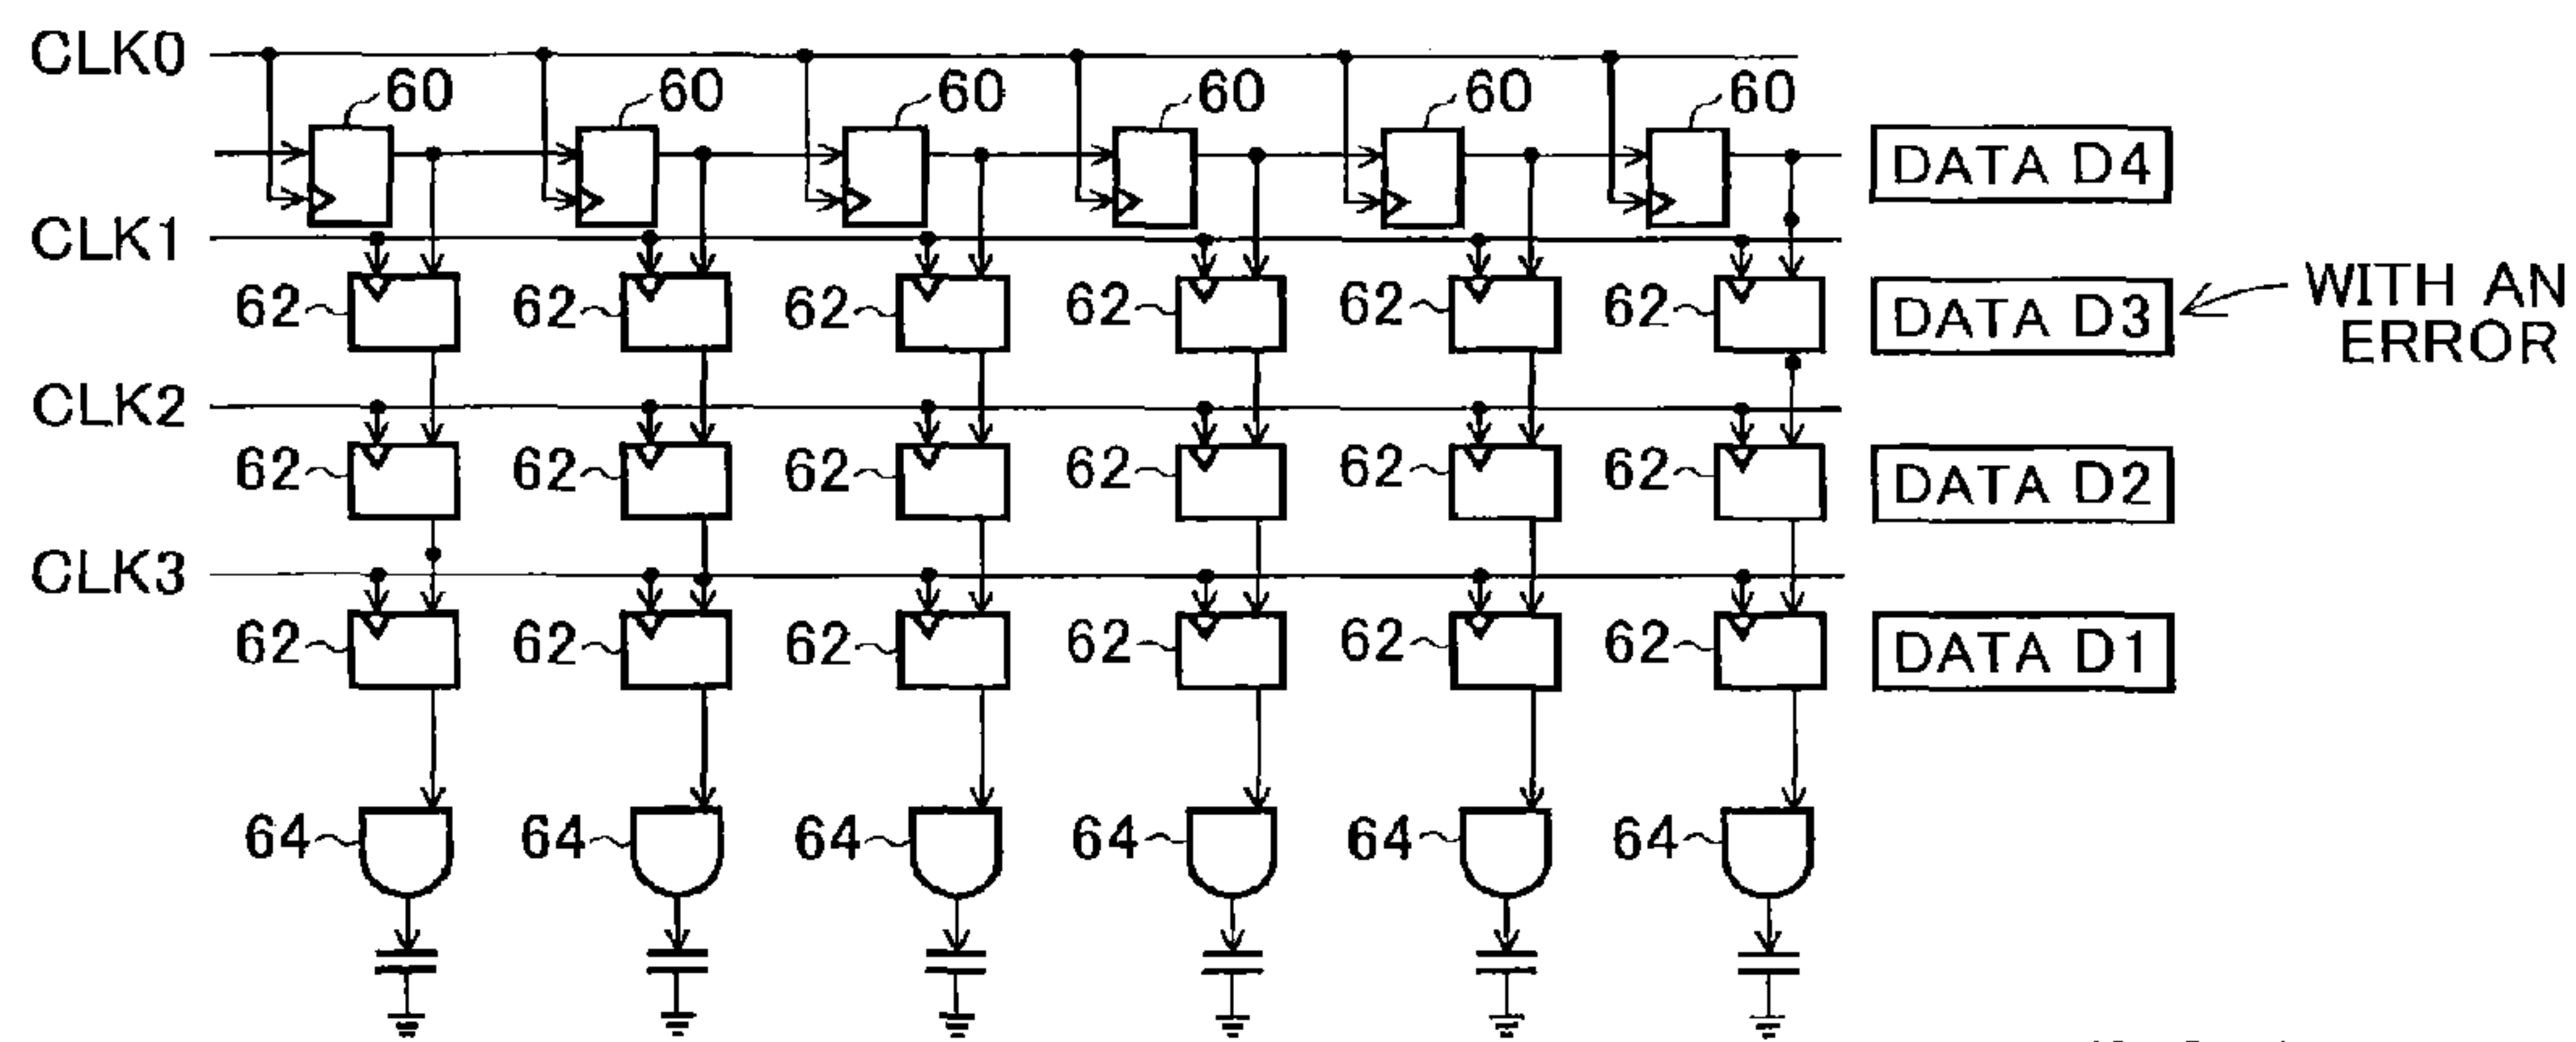 CLK0
60 60 60 60 60 60
DATA D4
CLK1
62 62 62 62 62 62
DATA D3
WITH AN
ERROR
CLK2
62 62 62 62 62 62
DATA D2
CLK3
62 62 62 62 62 62
DATA D1
64 64 64 64 64 64